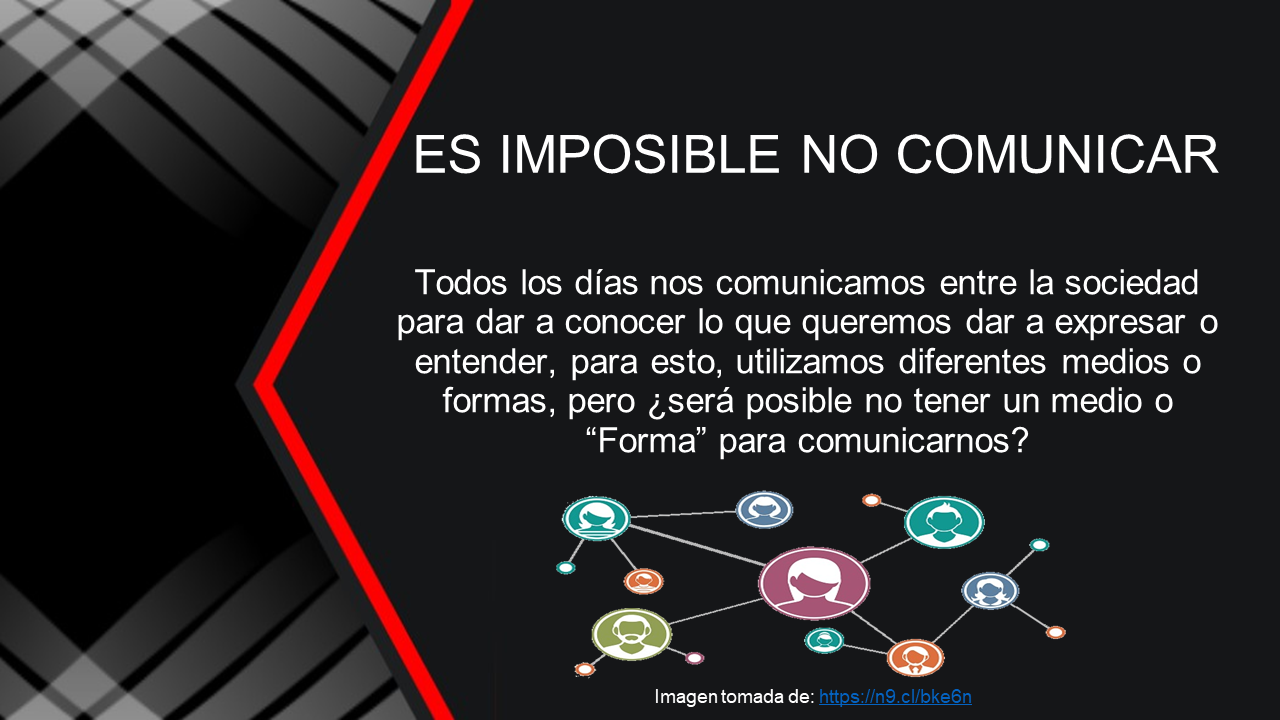 ES IMPOSIBLE NO COMUNICAR
Todos los días nos comunicamos entre la sociedad
para dar a conocer lo que queremos dar a expresar o
entender, para esto, utilizamos diferentes medios o
formas, pero ¿será posible no tener un medio o
“Forma” para comunicarnos?
Imagen tomada de: https://n9.cl/bke6n